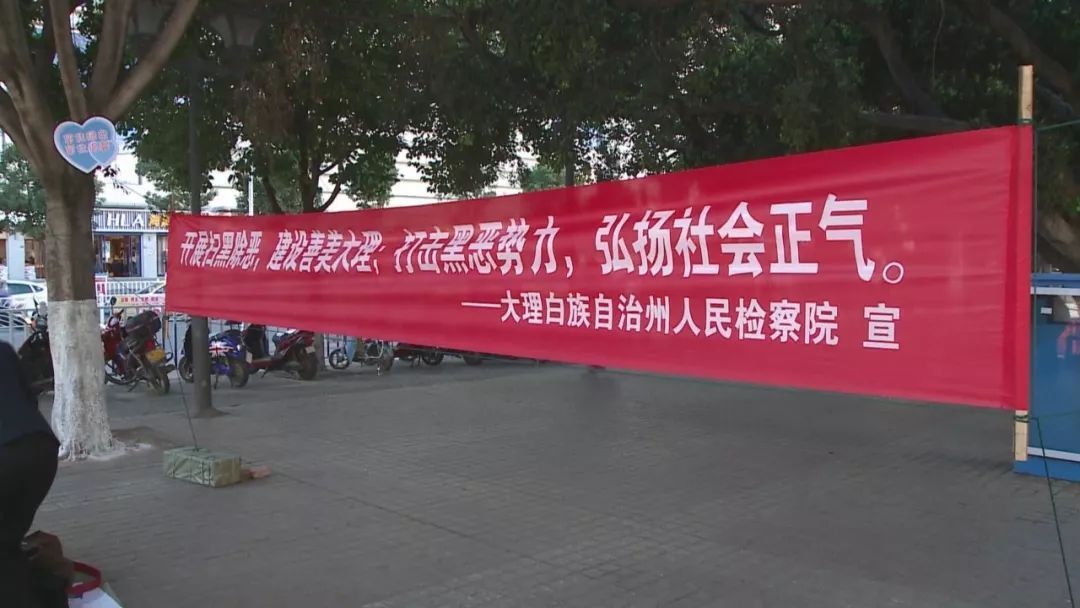 开展扫黑除恶，建设善美大理；打击黑恶势力，弘扬社会正气。
——大理白族自治州人民检察院 宣